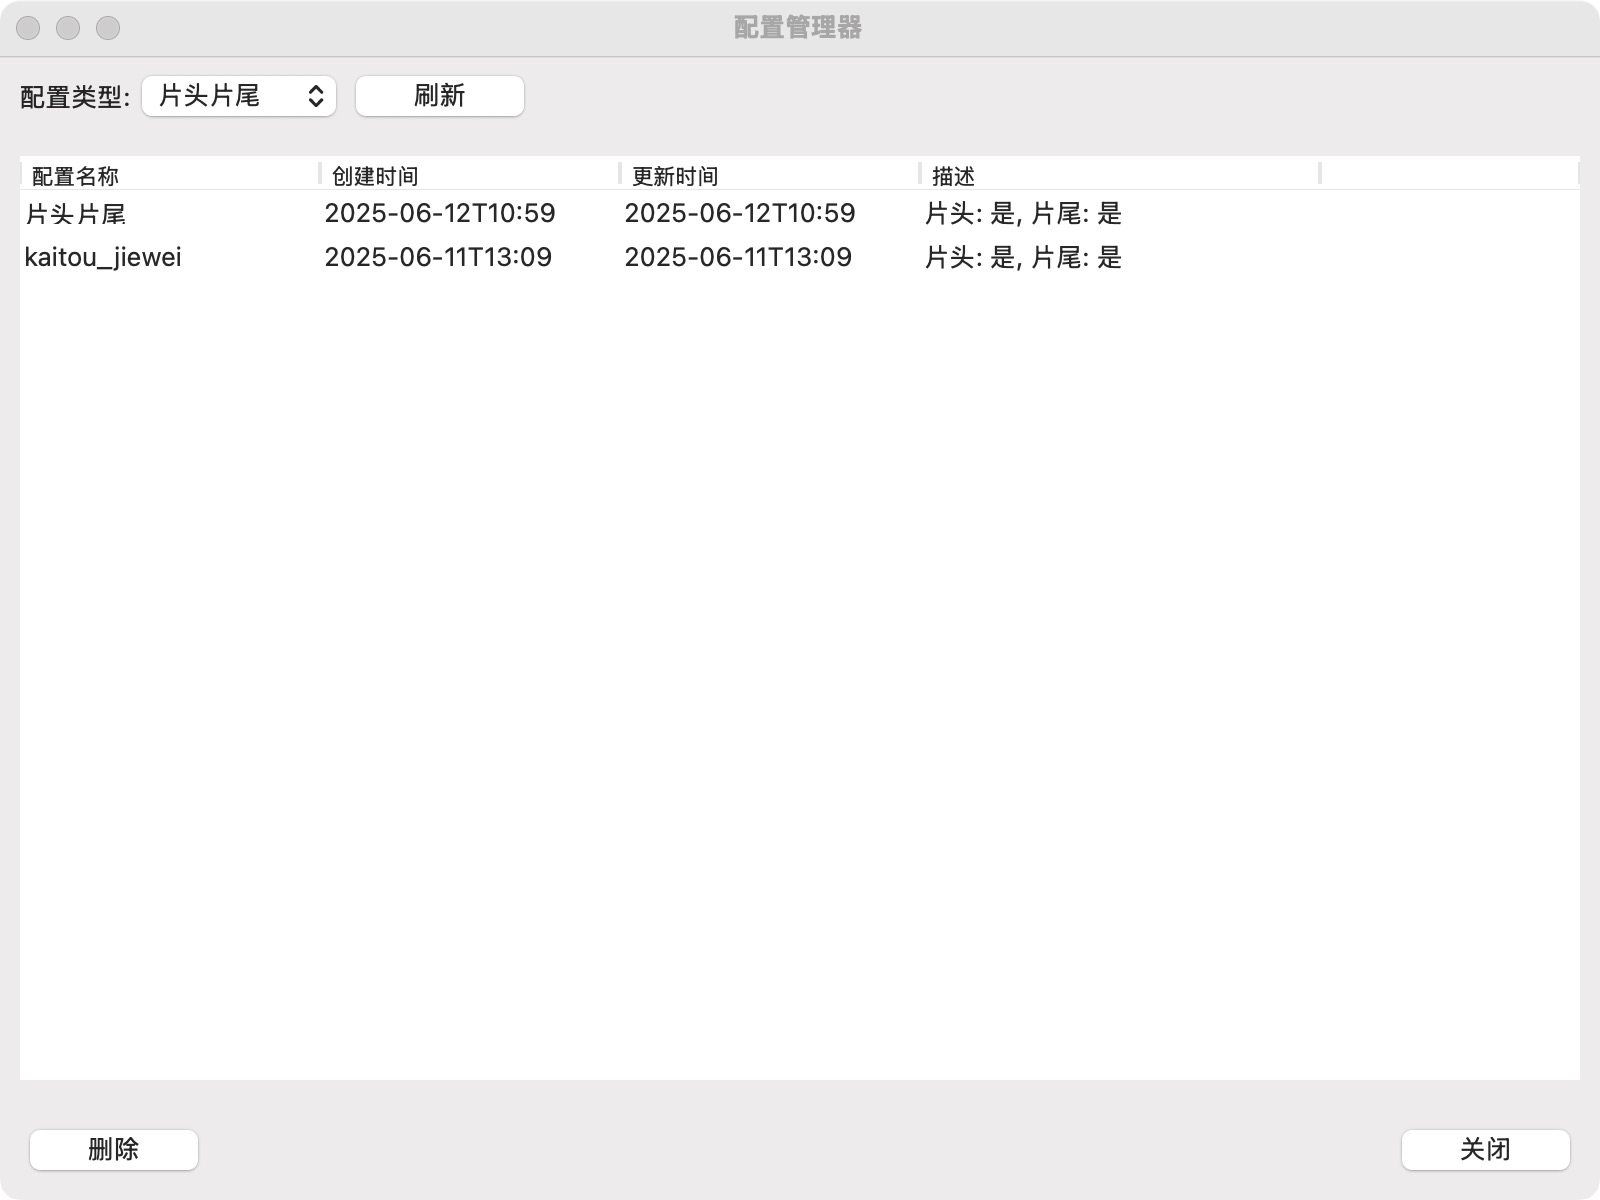 配置管理器
配置类型: 片头片尾 刷新
配置名称 创建时间 更新时间 描述
片头片尾 2025-06-12T10:59 2025-06-12T10:59 片头: 是, 片尾: 是
kaitou_jiewei 2025-06-11T13:09 2025-06-11T13:09 片头: 是, 片尾: 是
删除 关闭